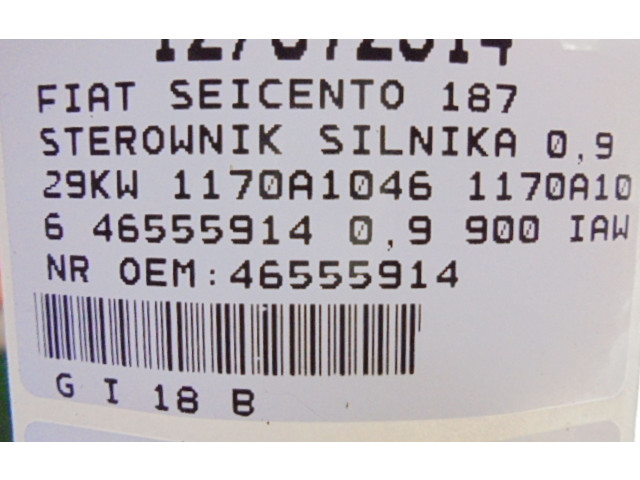 FIAT SEICENTO 187
STEROWNIK SILNIKA 0,9
29KW 1170A1046 1170A10
6 46555914 0,9 900 IAW
NR OEM:46555914
G I 18 B